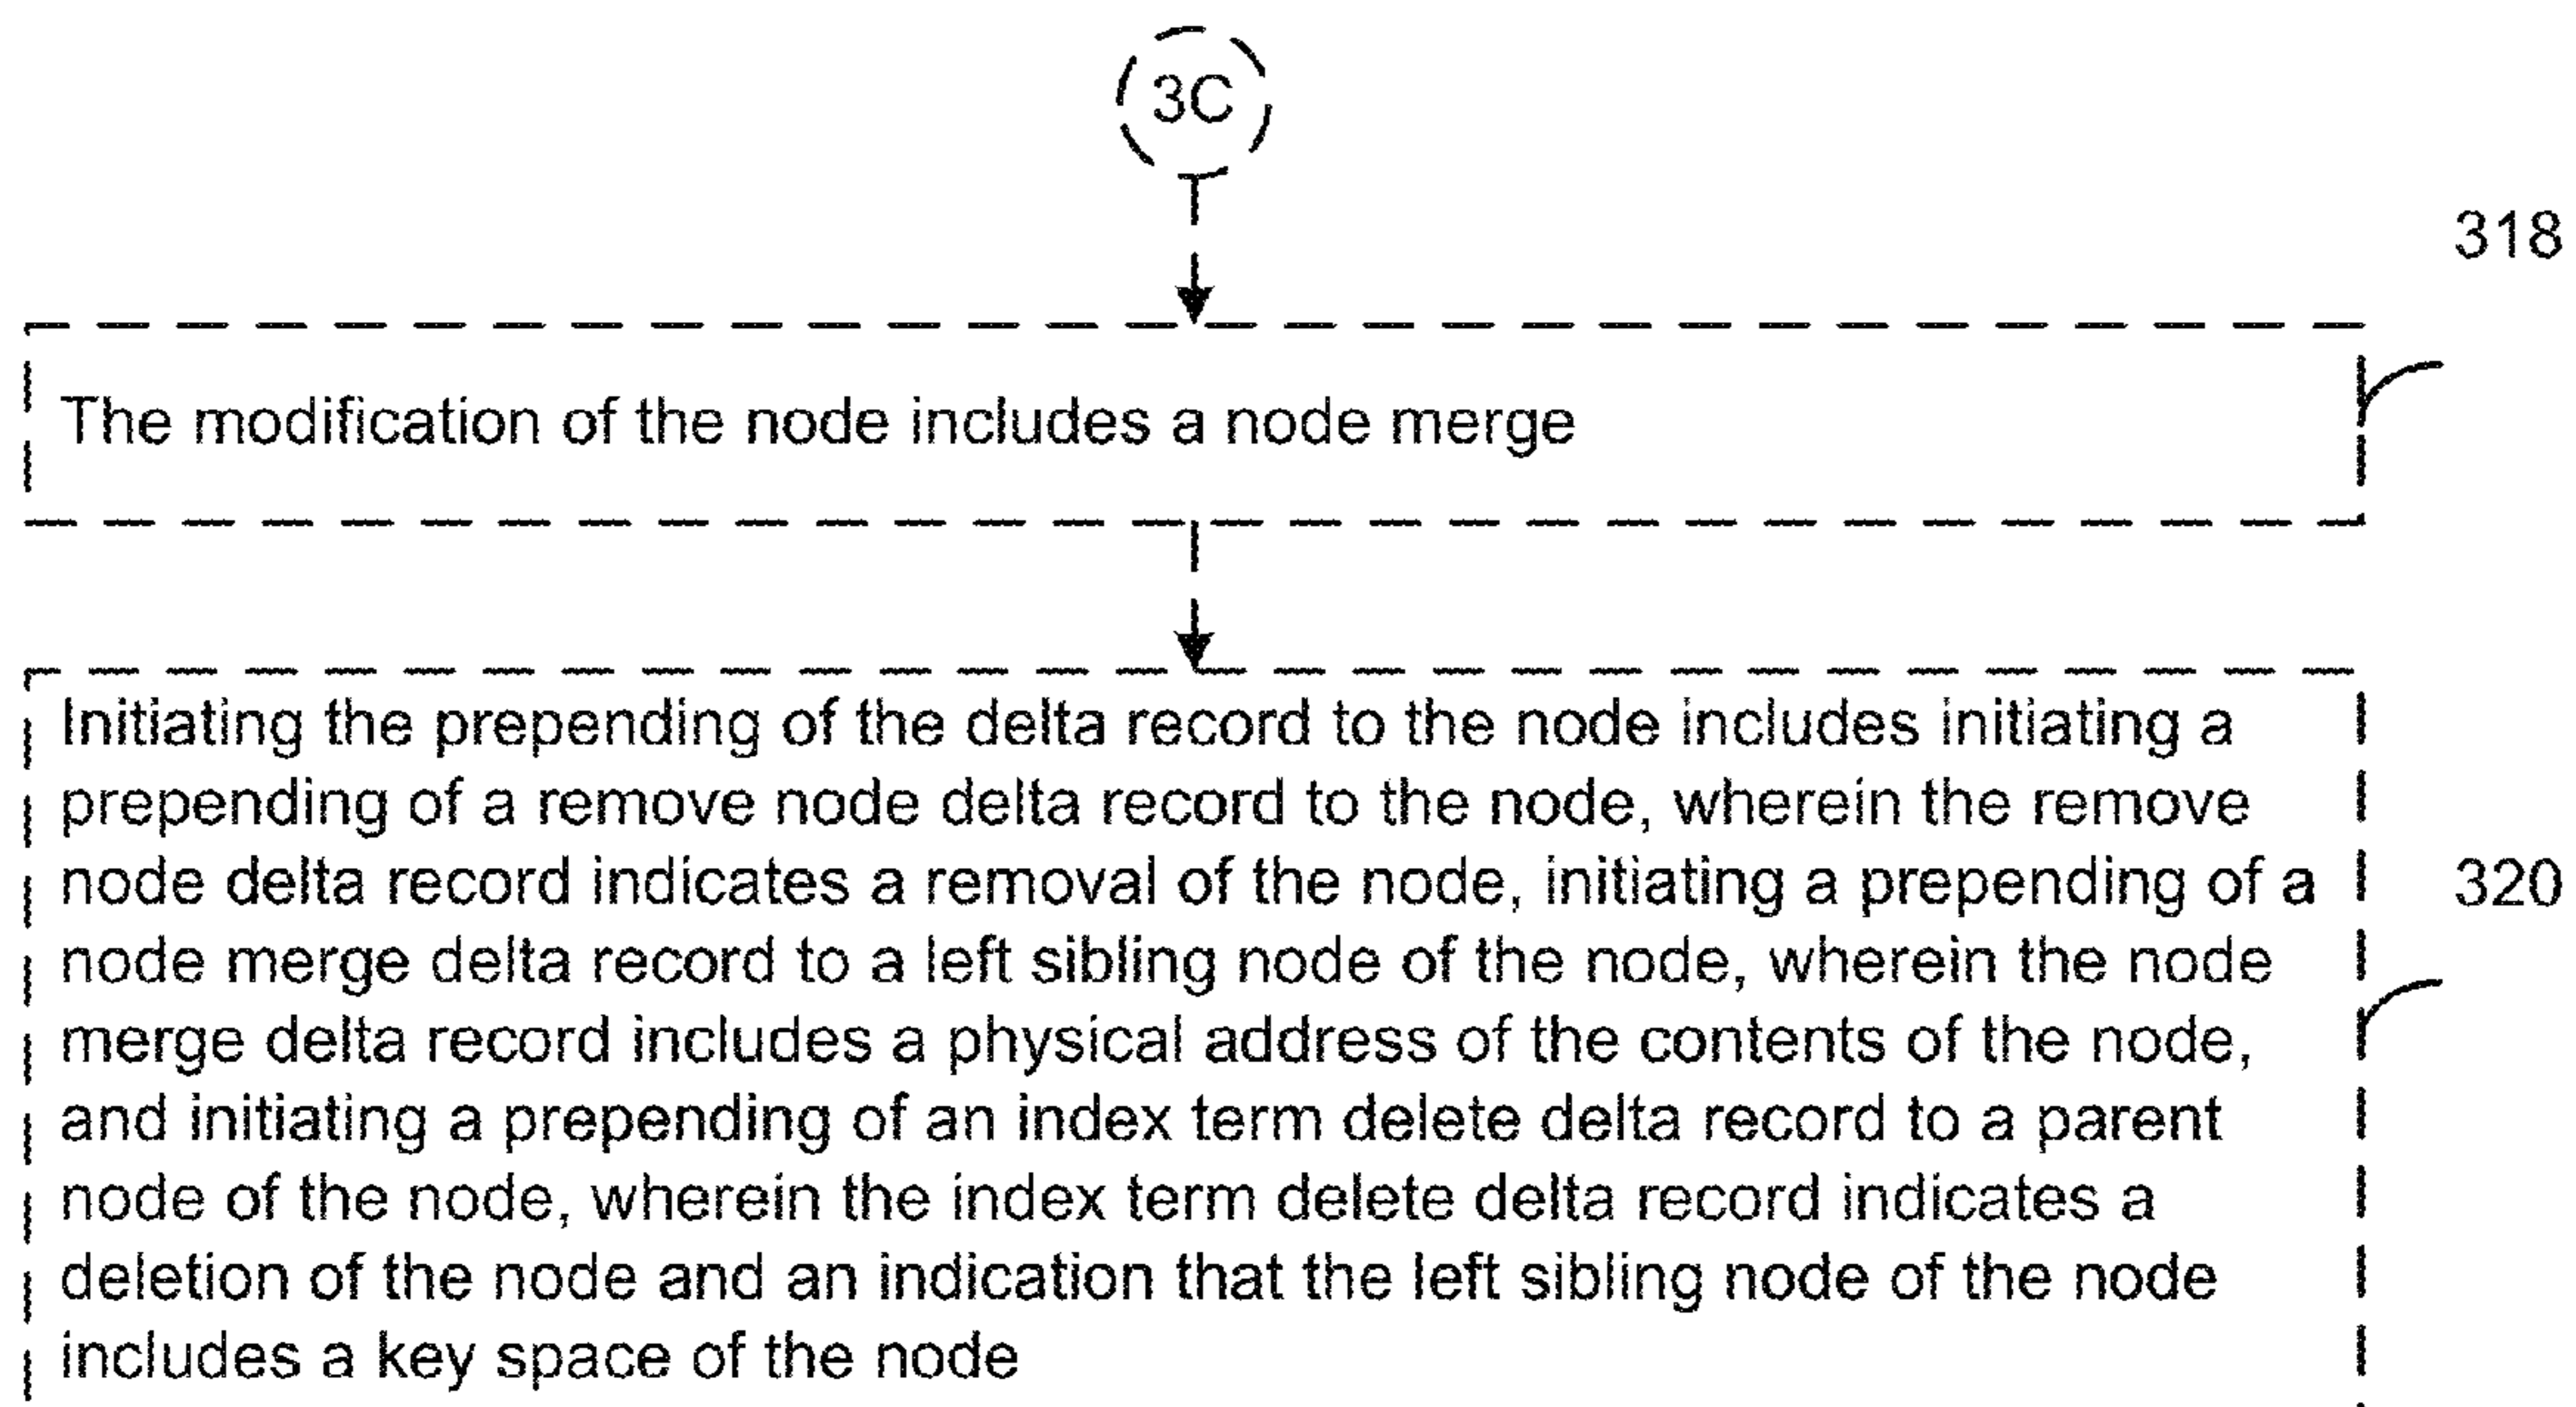 3C
318
The modification of the node includes a node merge
Initiating the prepending of the delta record to the node includes initiating a
prepending of a remove node delta record to the node, wherein the remove
node delta record indicates a removal of the node, initiating a prepending of a
320
node merge delta record to a left sibling node of the node, wherein the node
merge delta record includes a physical address of the contents of the node,
and initiating a prepending of an index term delete delta record to a parent
node of the node, wherein the index term delete delta record indicates a
deletion of the node and an indication that the left sibling node of the node
includes a key space of the node